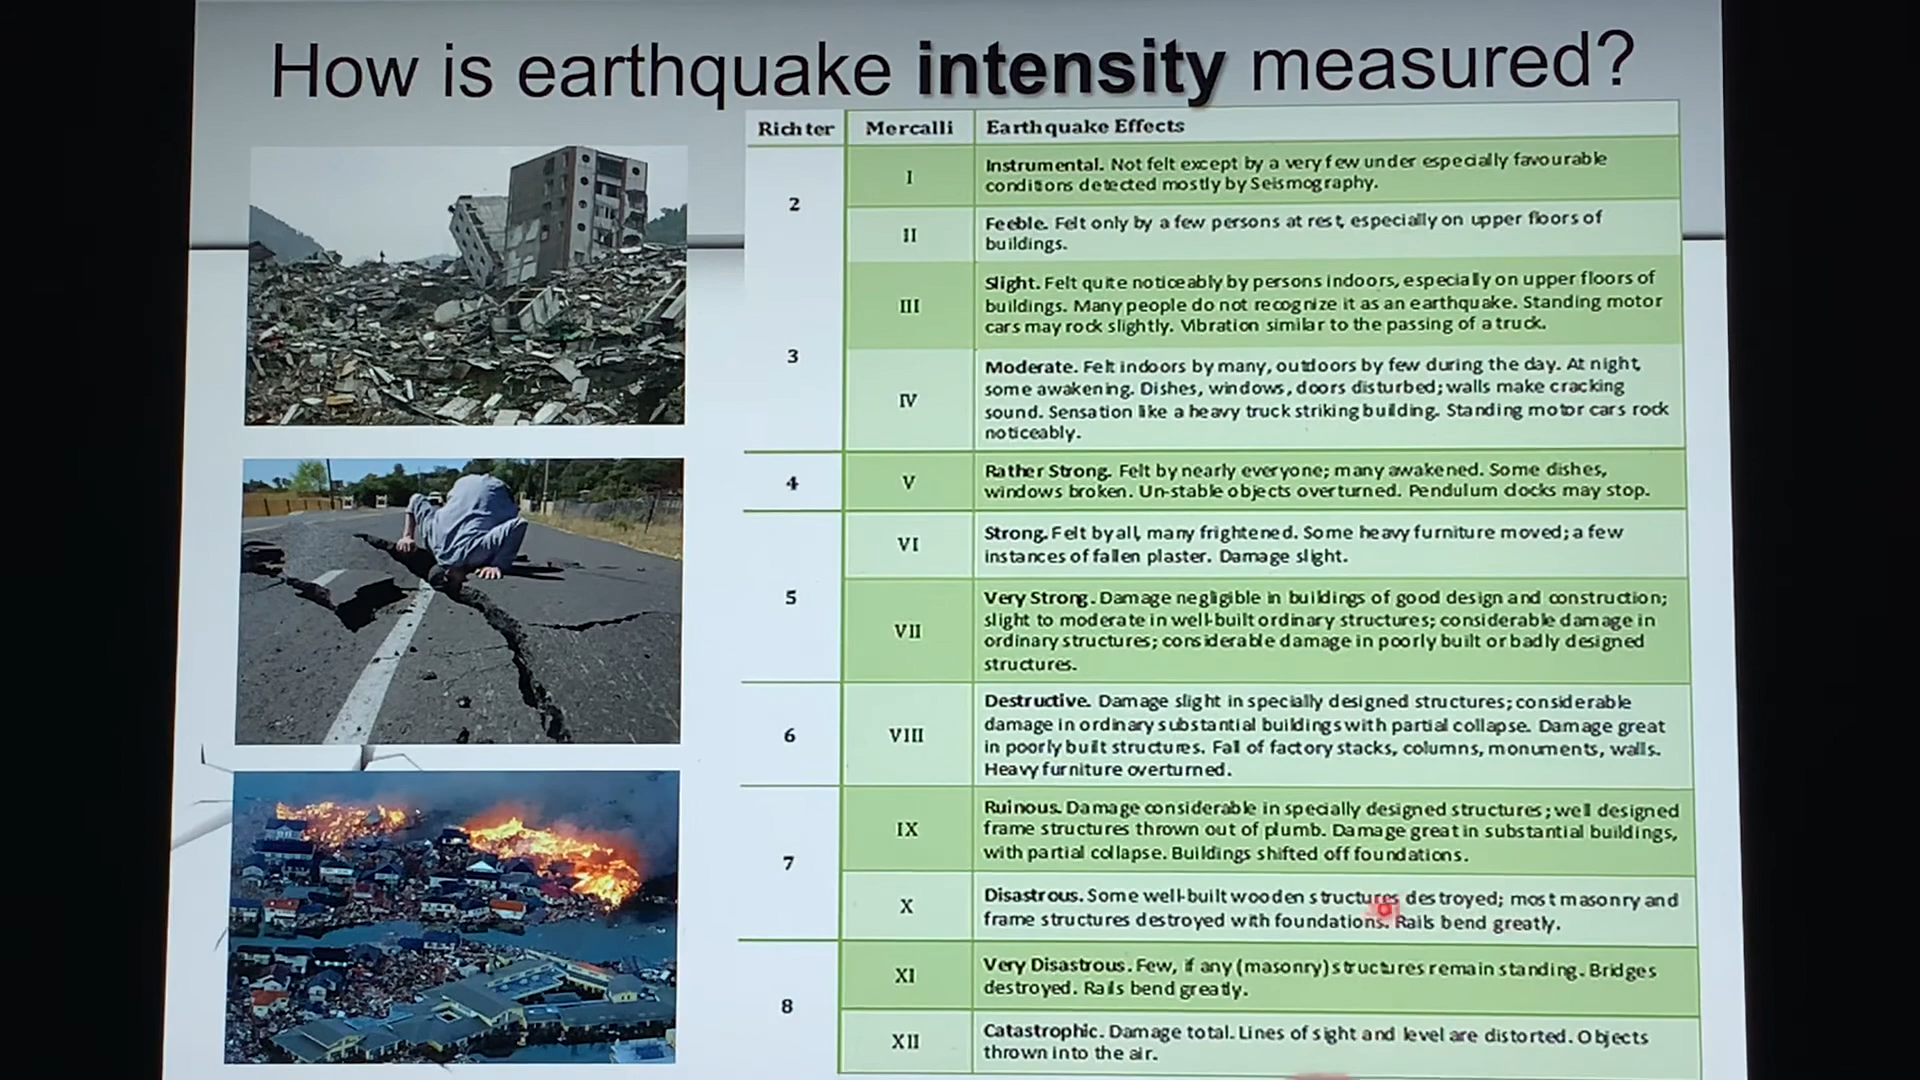 How is earthquake intensity measured?
Richter Mercalli Earthquake Effects
2
I
Instrumental. Not felt except by a very few under especially favourable
conditions detected mostly by Seismography.
II
Feeble. Felt only by a few persons at rest, especially on upper floors of
buildings.
3
III
Slight. Felt quite noticeably by persons indoors, especially on upper floors of
buildings. Many people do not recognize it as an earthquake. Standing motor
cars may rock slightly. Vibration similar to the passing of a truck.
IV
Moderate. Felt indoors by many, outdoors by few during the day. At night,
some awakening. Dishes, windows, doors disturbed; walls make cracking
sound. Sensation like a heavy truck striking building. Standing motor cars rock
noticeably.
4
V
Rather Strong. Felt by nearly everyone; many awakened. Some dishes,
windows broken. Un-stable objects overturned. Pendulum clocks may stop.
5
VI
Strong. Felt by all, many frightened. Some heavy furniture moved; a few
instances of fallen plaster. Damage slight.
VII
Very Strong. Damage negligible in buildings of good design and construction;
slight to moderate in well-built ordinary structures; considerable damage in
ordinary structures; considerable damage in poorly built or badly designed
structures.
6
VIII
Destructive. Damage slight in specially designed structures; considerable
damage in ordinary substantial buildings with partial collapse. Damage great
in poorly built structures. Fall of factory stacks, columns, monuments, walls.
Heavy furniture overturned.
7
IX
Ruinous. Damage considerable in specially designed structures; well designed
frame structures thrown out of plumb. Damage great in substantial buildings,
with partial collapse. Buildings shifted off foundations.
X
Disastrous. Some well-built wooden structures destroyed; most masonry and
frame structures destroyed with foundations. Rails bend greatly.
8
XI
Very Disastrous. Few, if any (masonry) structures remain standing. Bridges
destroyed. Rails bend greatly.
XII
Catastrophic. Damage total. Lines of sight and level are distorted. Objects
thrown into the air.